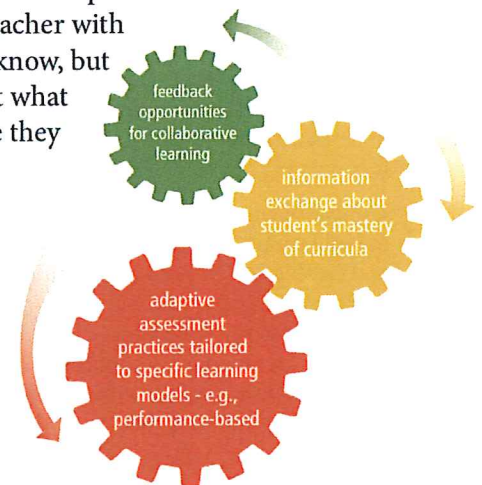 acher with
know, but
t what
e they
feedback
opportunities
for collaborative
learning
information
exchange about
student's mastery
of curricula
adaptive
assessment
practices tailored
to specific learning
models - e.g.,
performance-based